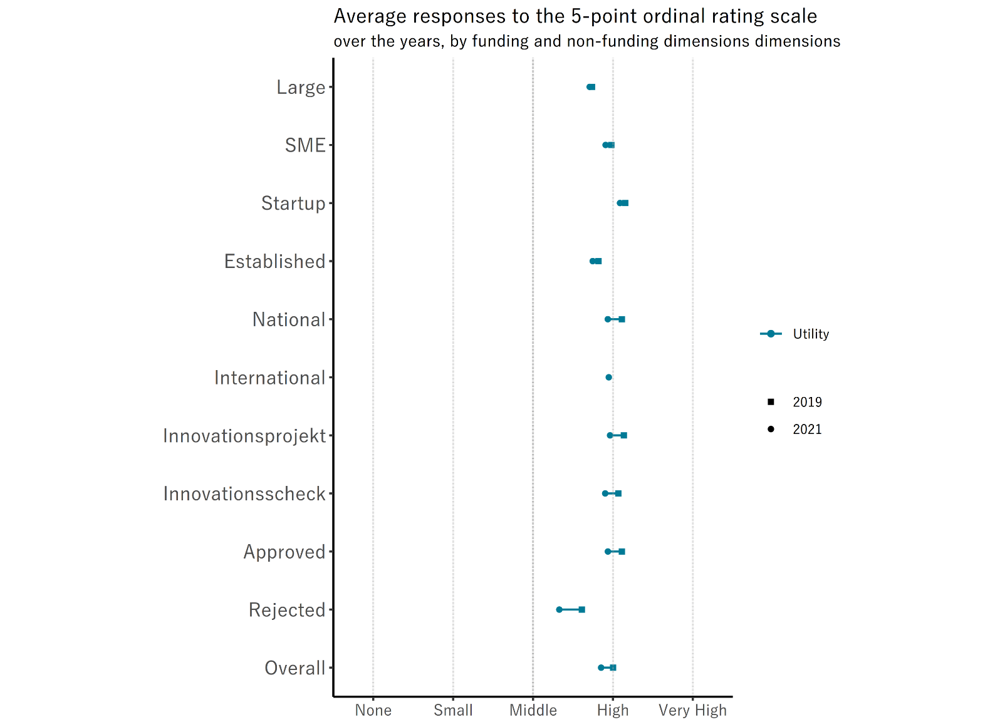 Average responses to the 5-point ordinal rating scale
over the years, by funding and non-funding dimensions dimensions
Large
SME
Startup
Established
National
International
Innovationsprojekt
Innovationsscheck
Approved
Rejected
Overall
None Small Middle High Very High
Utility
2019
2021